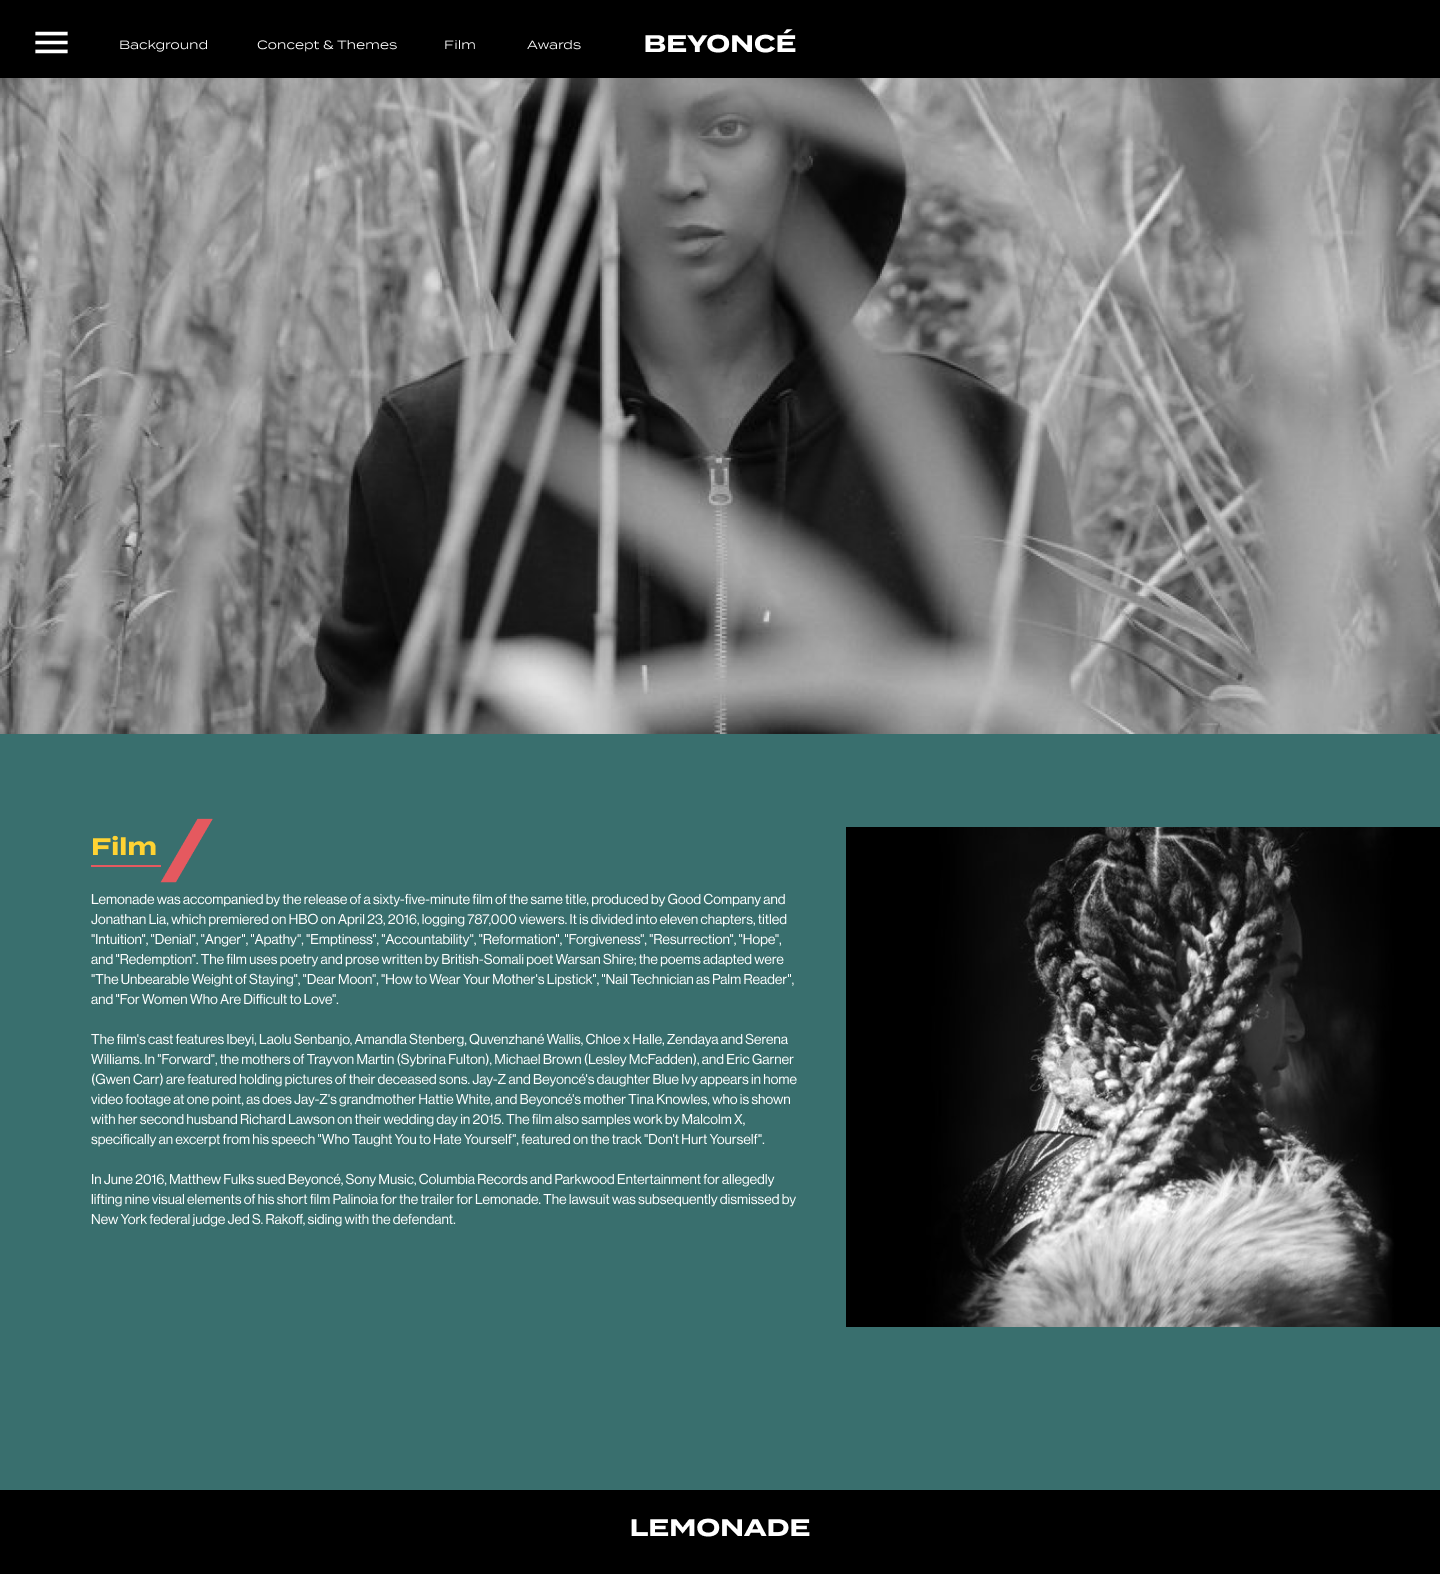 Background Concept & Themes Film Awards BEYONCÉ
Film
Lemonade was accompanied by the release of a sixty-five-minute film of the same title, produced by Good Company and
Jonathan Lia, which premiered on HBO on April 23, 2016, logging 787,000 viewers. It is divided into eleven chapters, titled
"Intuition", "Denial", "Anger", "Apathy", "Emptiness", "Accountability", "Reformation", "Forgiveness", "Resurrection", "Hope",
and "Redemption". The film uses poetry and prose written by British-Somali poet Warsan Shire; the poems adapted were
"The Unbearable Weight of Staying", "Dear Moon", "How to Wear Your Mother's Lipstick", "Nail Technician as Palm Reader",
and "For Women Who Are Difficult to Love".
The film's cast features Ibeyi, Laolu Senbanjo, Amandla Stenberg, Quvenzhané Wallis, Chloe x Halle, Zendaya and Serena
Williams. In "Forward", the mothers of Trayvon Martin (Sybrina Fulton), Michael Brown (Lesley McFadden), and Eric Garner
(Gwen Carr) are featured holding pictures of their deceased sons. Jay-Z and Beyoncé's daughter Blue Ivy appears in home
video footage at one point, as does Jay-Z's grandmother Hattie White, and Beyoncé's mother Tina Knowles, who is shown
with her second husband Richard Lawson on their wedding day in 2015. The film also samples work by Malcolm X,
specifically an excerpt from his speech "Who Taught You to Hate Yourself", featured on the track "Don't Hurt Yourself".
In June 2016, Matthew Fulks sued Beyoncé, Sony Music, Columbia Records and Parkwood Entertainment for allegedly
lifting nine visual elements of his short film Palinoia for the trailer for Lemonade. The lawsuit was subsequently dismissed by
New York federal judge Jed S. Rakoff, siding with the defendant.
LEMONADE